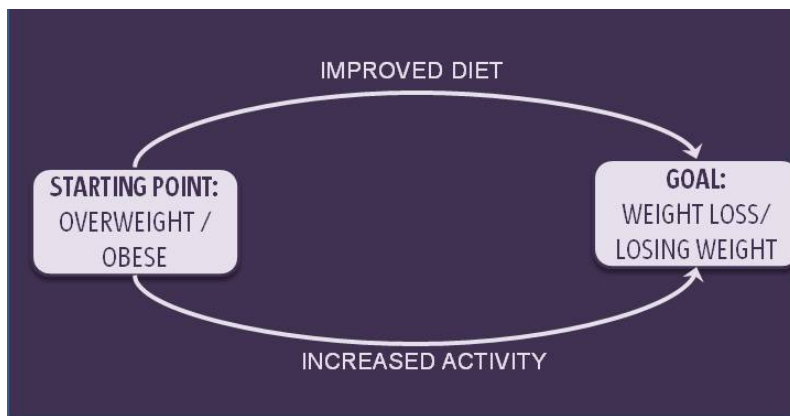 IMPROVED DIET
STARTING POINT:
OVERWEIGHT /
OBESE
GOAL:
WEIGHT LOSS/
LOSING WEIGHT
INCREASED ACTIVITY